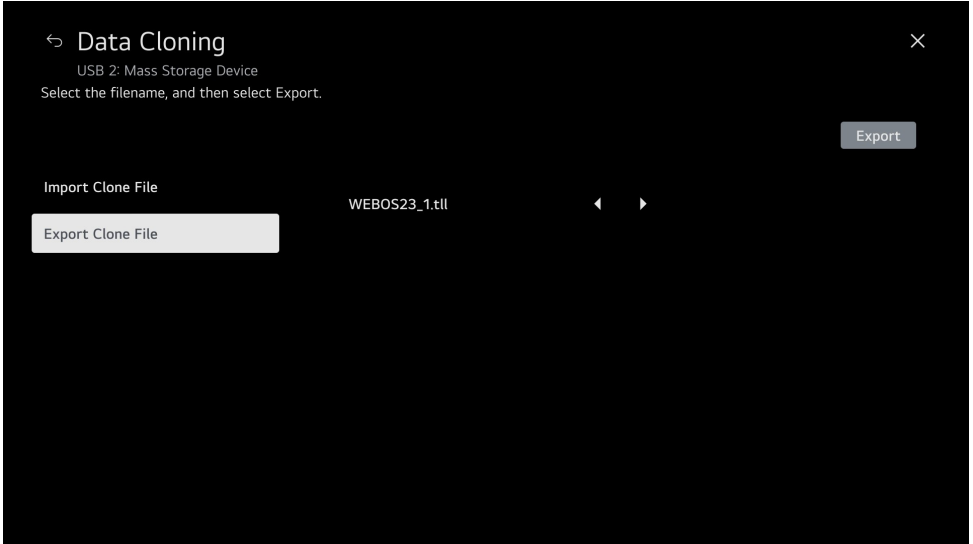 Data Cloning
USB 2: Mass Storage Device
Select the filename, and then select Export.
Export
Import Clone File
WEBOS23_1.tll
Export Clone File